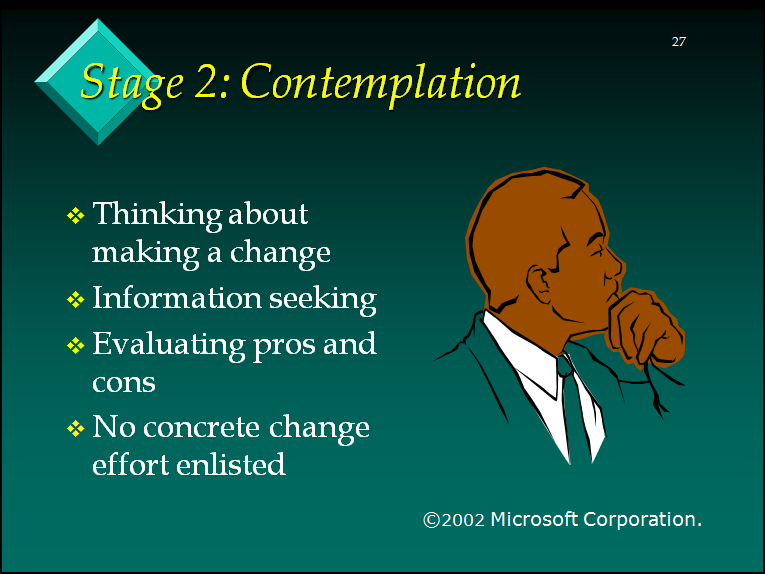 27
Stage 2: Contemplation
❖ Thinking about
making a change
❖ Information seeking
❖ Evaluating pros and
cons
❖ No concrete change
effort enlisted
©2002 Microsoft Corporation.